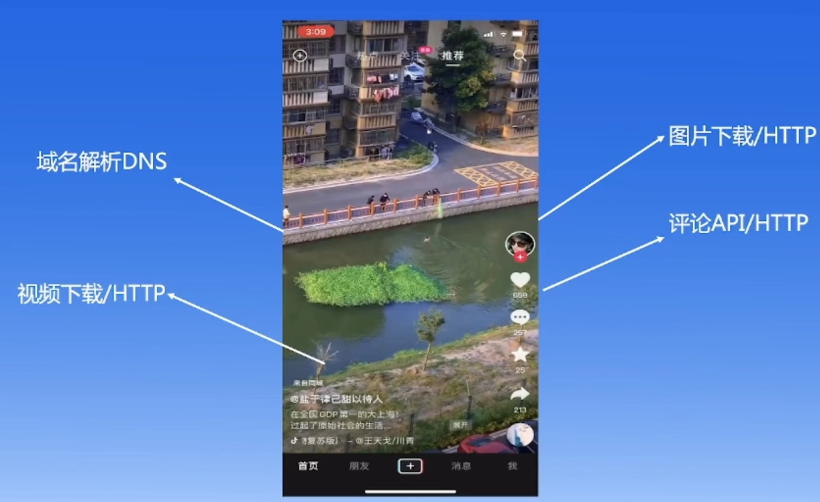 3:09
关注
推荐
域名解析DNS
图片下载/HTTP
评论API/HTTP
视频下载/HTTP
659
257
25
213
来自同城
@盐于律己甜以待人
在全国GDP第一的大上海!
过起了原始社会的生活...
展开
复苏版) - @王天戈/川青
首页
朋友
消息
我